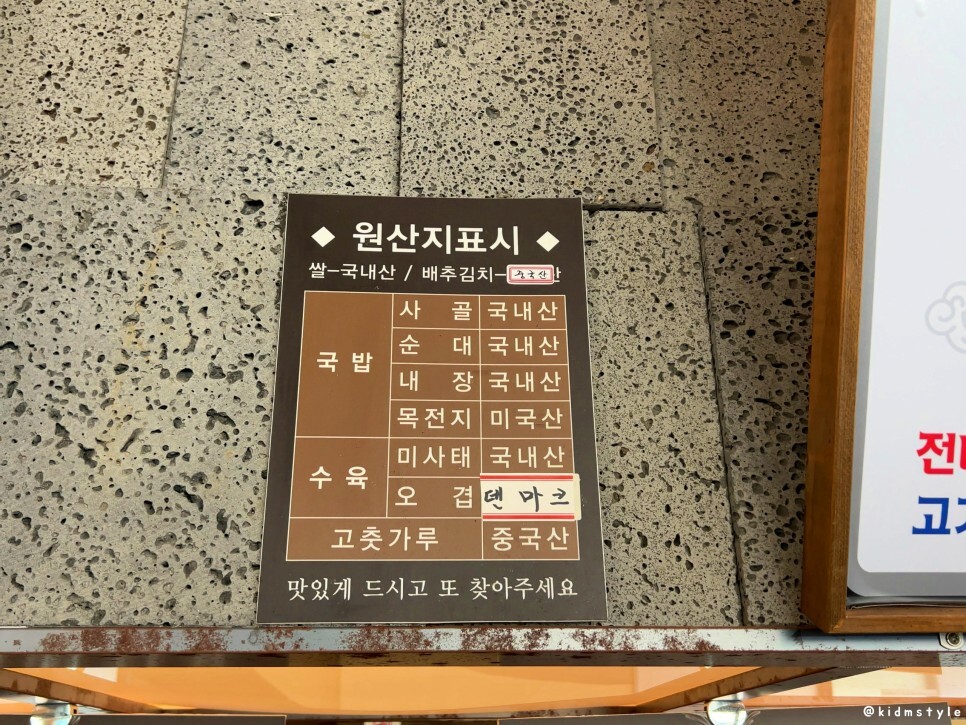 ◆ 원산지표시 ◆
쌀-국내산 / 배추김치-중국산
국밥 사골 국내산
순대 국내산
내장 국내산
목전지 미국산
수육 미사태 국내산
오겹 덴마크
고춧가루 중국산
맛있게 드시고 또 찾아주세요
@kidmstyle